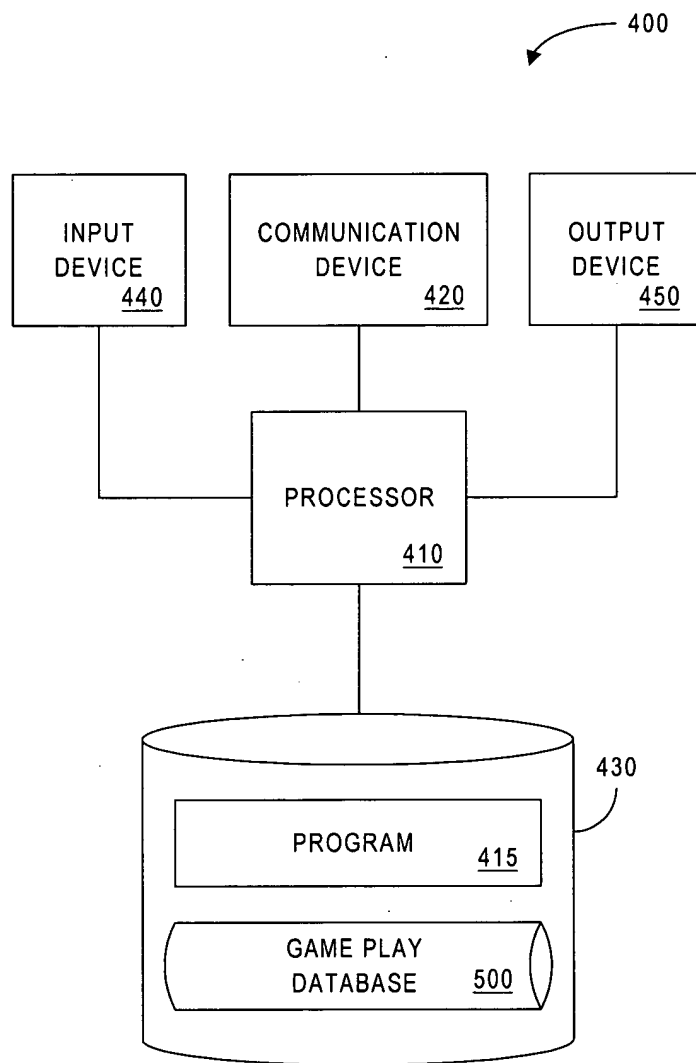 400
INPUT
DEVICE
440
COMMUNICATION
DEVICE
420
OUTPUT
DEVICE
450
PROCESSOR
410
430
PROGRAM
415
GAME PLAY
DATABASE
500